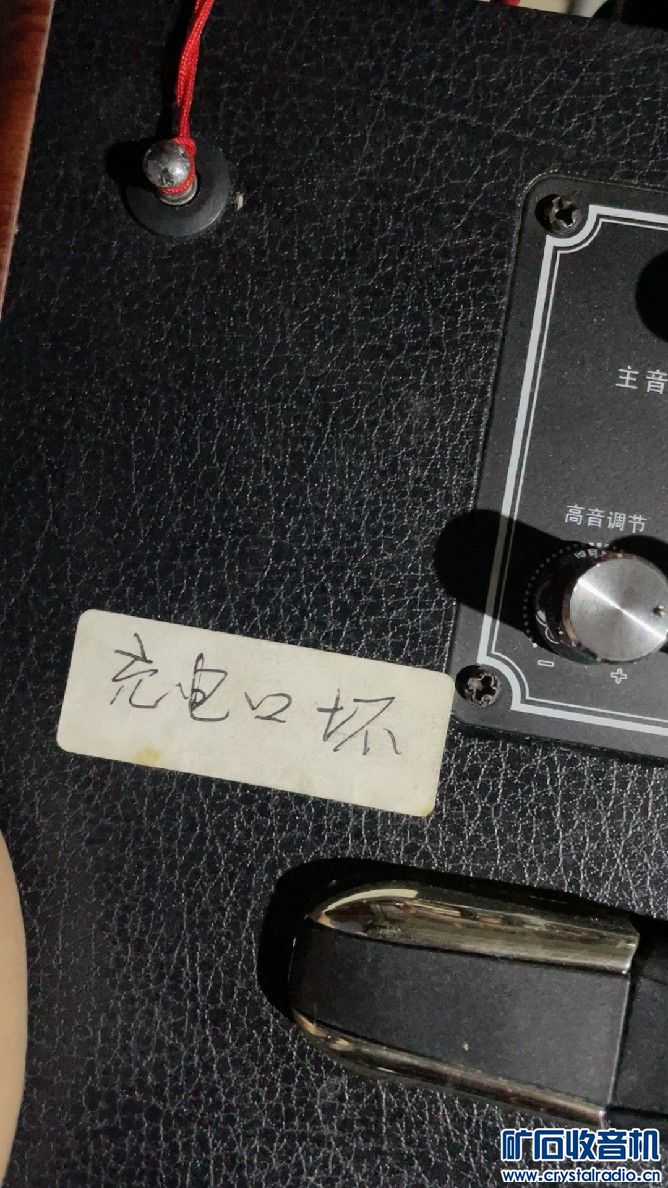 主音
高音调节
- +
充电口坏
矿石收音机
www.crystalradio.cn